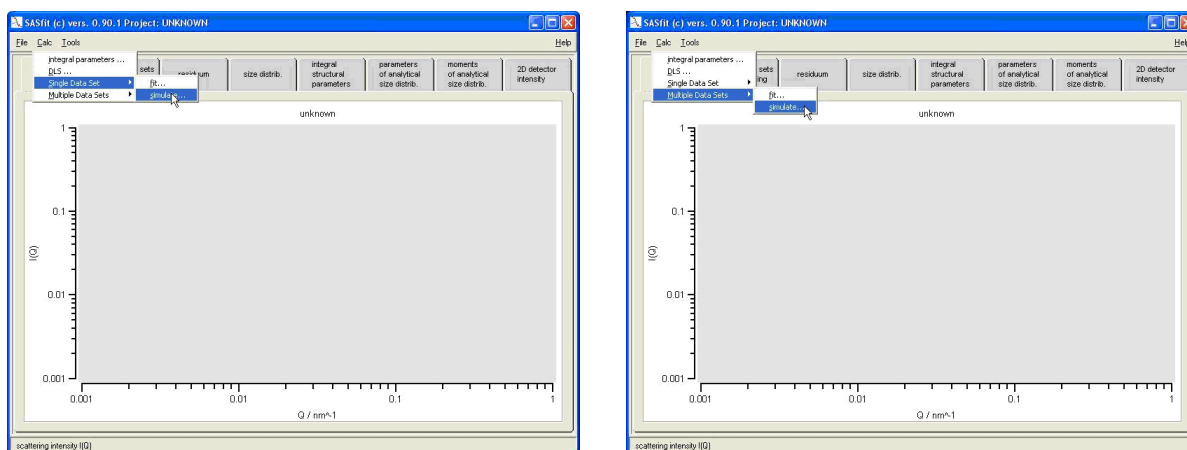 SASfit (c) vers. 0.90.1 Project: UNKNOWN
File Calc Tools Help
integral parameters ...
DLS ...
Single Data Set
Multiple Data Sets
fit...
simulate...
sets
residuum
size distrib.
integral
structural
parameters
parameters
of analytical
size distrib.
moments
of analytical
size distrib.
2D detector
intensity
unknown
1
0.1
0.01
0.001
I(Q)
0.001 0.01 0.1 1
Q / nm^-1
scattering intensity I(Q)
SASfit (c) vers. 0.90.1 Project: UNKNOWN
File Calc Tools Help
integral parameters ...
DLS ...
Single Data Set
Multiple Data Sets
fit...
simulate...
sets
ing
residuum
size distrib.
integral
structural
parameters
parameters
of analytical
size distrib.
moments
of analytical
size distrib.
2D detector
intensity
unknown
1
0.1
0.01
0.001
I(Q)
0.001 0.01 0.1 1
Q / nm^-1
scattering intensity I(Q)